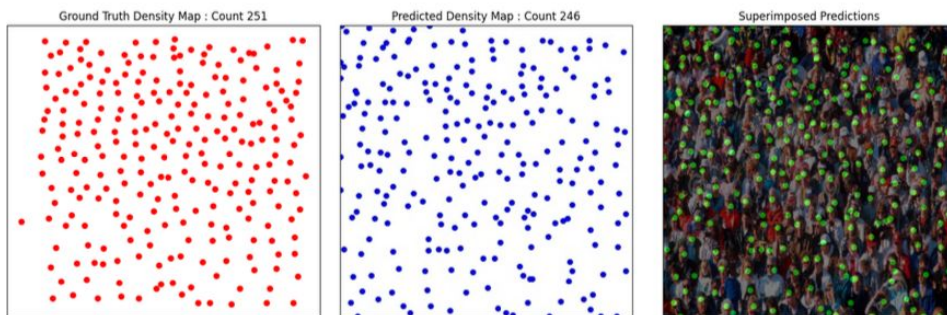 Ground Truth Density Map : Count 251
Predicted Density Map : Count 246
Superimposed Predictions